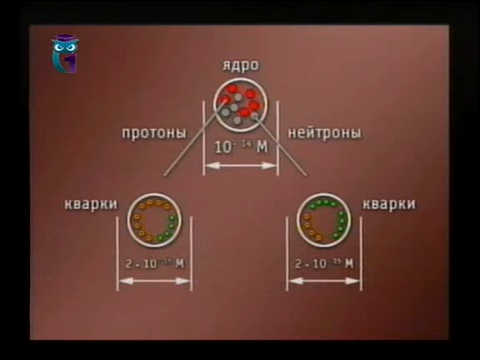 ядро
протоны
нейтроны
10⁻¹⁴ М
кварки
кварки
2 - 10⁻¹⁵ М
2 - 10⁻¹⁵ М